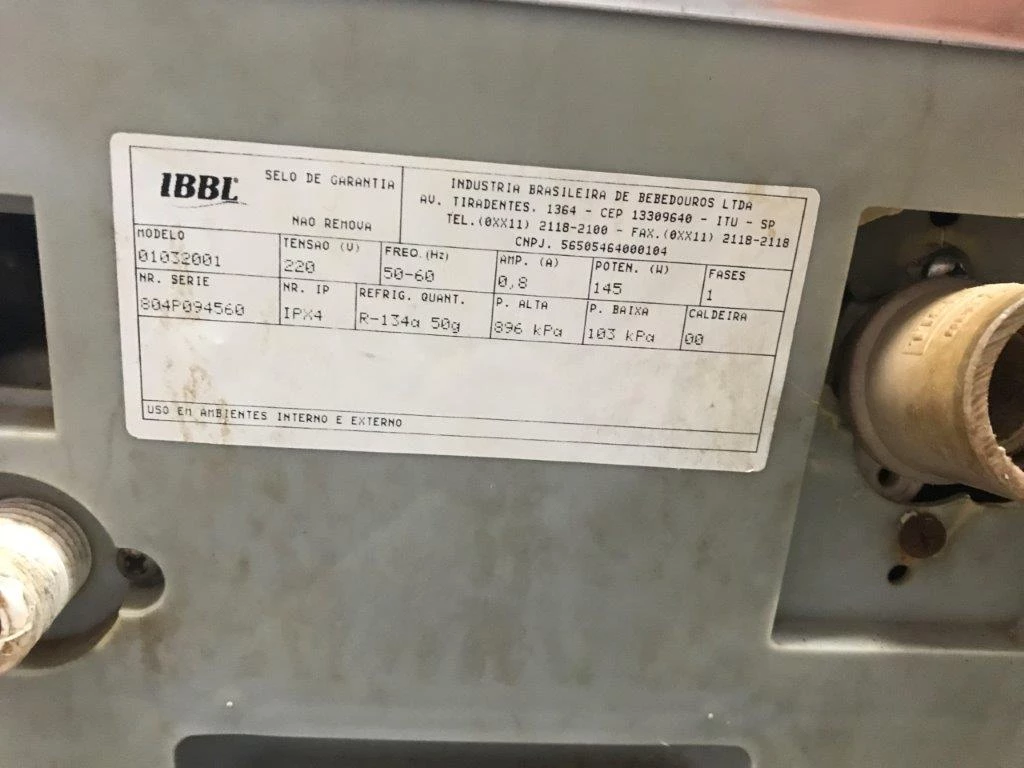 IBBL
SELO DE GARANTIA
NAO REMOVA
INDUSTRIA BRASILEIRA DE BEBEDOUROS LTDA
AV. TIRADENTES, 1364 - CEP 13309640 - ITU - SP
TEL.(0XX11) 2118-2100 - FAX.(0XX11) 2118-2118
CNPJ. 56505464000104
MODELO TENSAO (V) FREQ.(Hz) AMP. (A) POTEN. (W) FASES
01032001 220 50-60 0,8 145 1
NR. SERIE NR. IP REFRIG. QUANT. P. ALTA P. BAIXA CALDEIRA
804P094560 IPX4 R-134a 50g 896 kPa 103 kPa 00
USO EM AMBIENTES INTERNO E EXTERNO